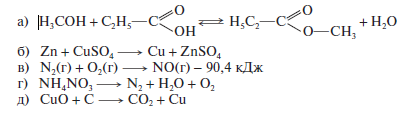 а) H₃COH + C₂H₅—C(=O)OH ⇌ H₅C₂—C(=O)O—CH₃ + H₂O
б) Zn + CuSO₄ ⟶ Cu + ZnSO₄
в) N₂(г) + O₂(г) ⟶ NO(г) – 90,4 кДж
г) NH₄NO₃ ⟶ N₂ + H₂O + O₂
д) CuO + C ⟶ CO₂ + Cu